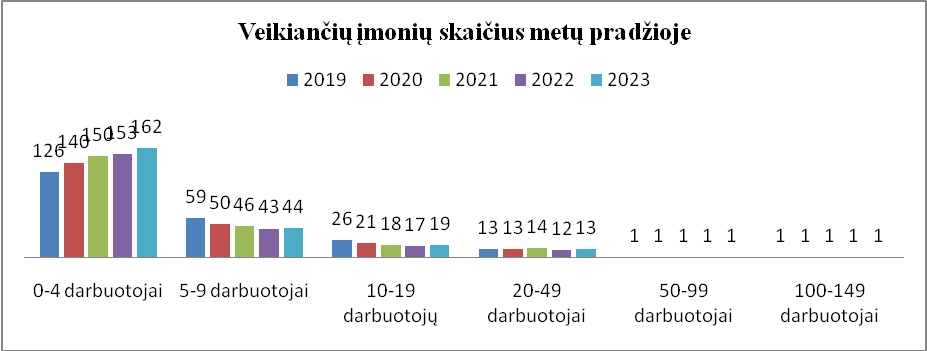 Veikiančių įmonių skaičius metų pradžioje
2019 2020 2021 2022 2023
126 140 150 153 162
59 50 46 43 44
26 21 18 17 19
13 13 14 12 13
1 1 1 1 1
1 1 1 1 1
0-4 darbuotojai
5-9 darbuotojai
10-19
darbuotojų
20-49
darbuotojai
50-99
darbuotojai
100-149
darbuotojai